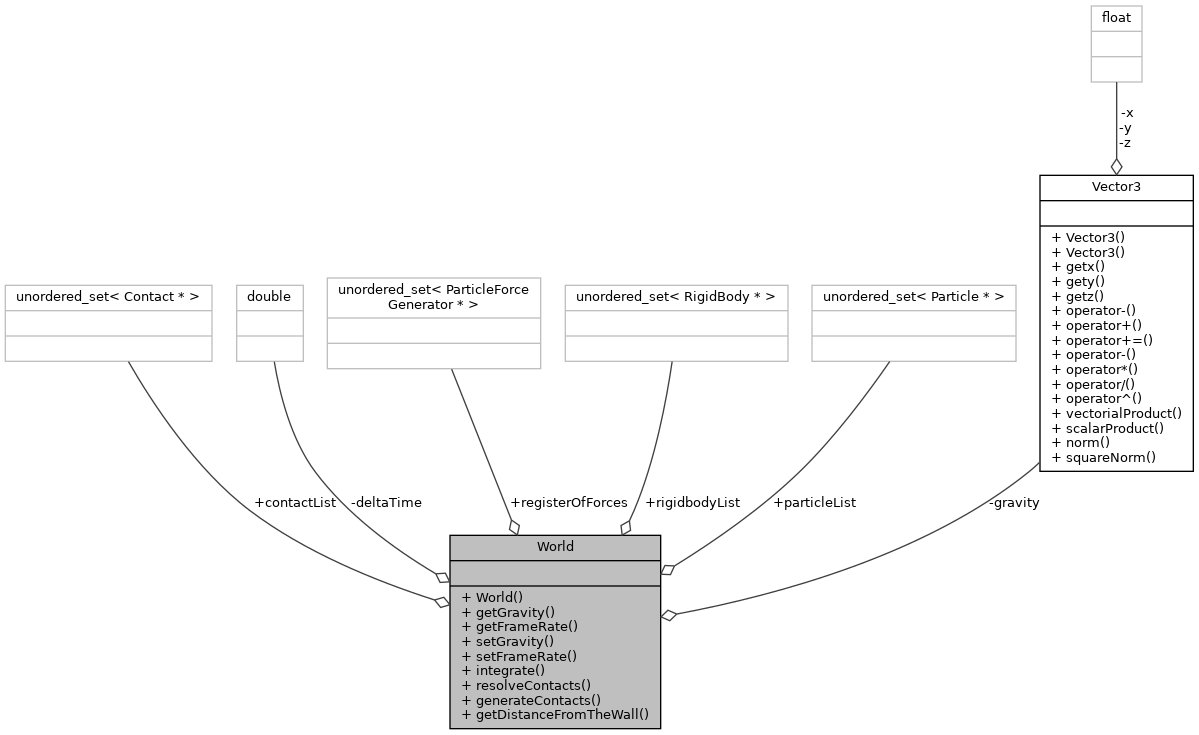 float
-x
-y
-z
Vector3
+ Vector3()
+ Vector3()
+ getx()
+ gety()
+ getz()
+ operator-()
+ operator+()
+ operator+=()
+ operator-()
+ operator*()
+ operator/()
+ operator^()
+ vectorialProduct()
+ scalarProduct()
+ norm()
+ squareNorm()
unordered_set< Contact * >
double
unordered_set< ParticleForce
Generator * >
unordered_set< RigidBody * >
unordered_set< Particle * >
+contactList
-deltaTime
+registerOfForces
+rigidbodyList
+particleList
-gravity
World
+ World()
+ getGravity()
+ getFrameRate()
+ setGravity()
+ setFrameRate()
+ integrate()
+ resolveContacts()
+ generateContacts()
+ getDistanceFromTheWall()